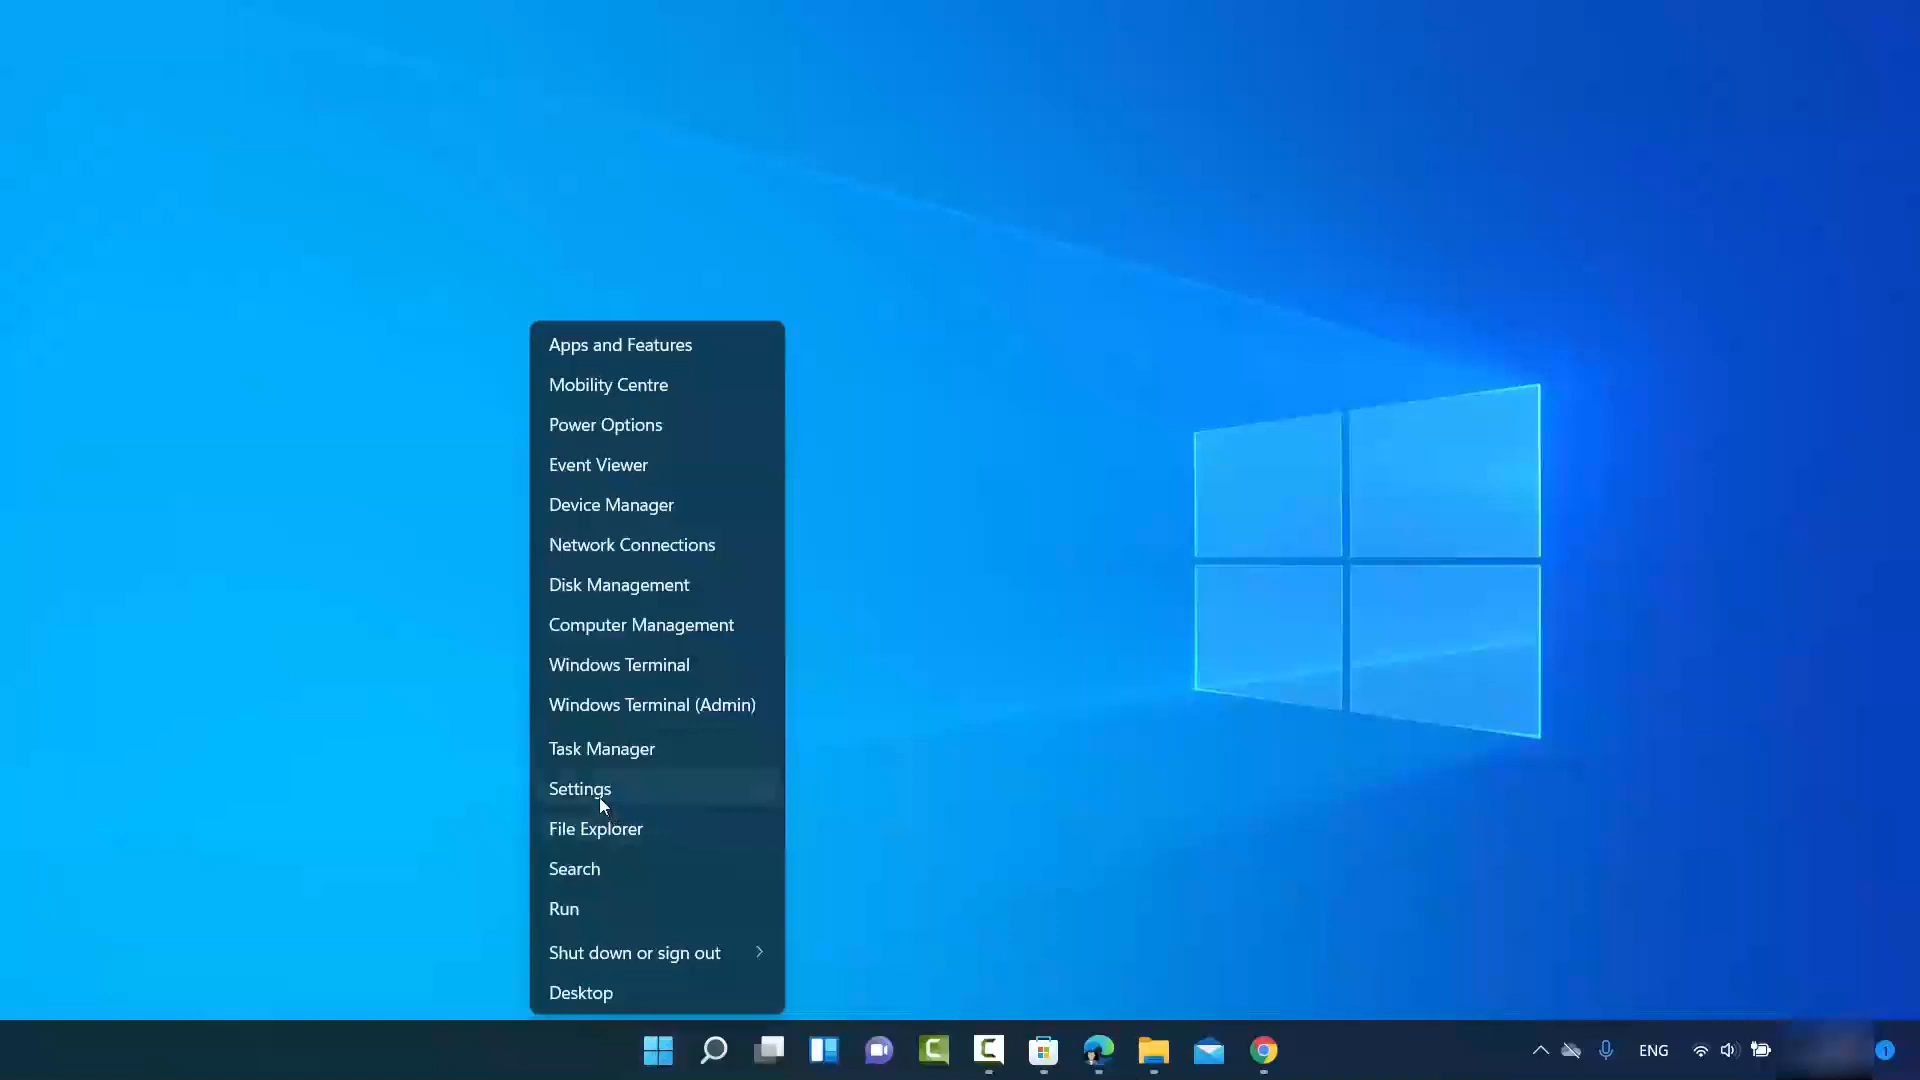 Apps and Features
Mobility Centre
Power Options
Event Viewer
Device Manager
Network Connections
Disk Management
Computer Management
Windows Terminal
Windows Terminal (Admin)
Task Manager
Settings
File Explorer
Search
Run
Shut down or sign out
Desktop
ENG
1